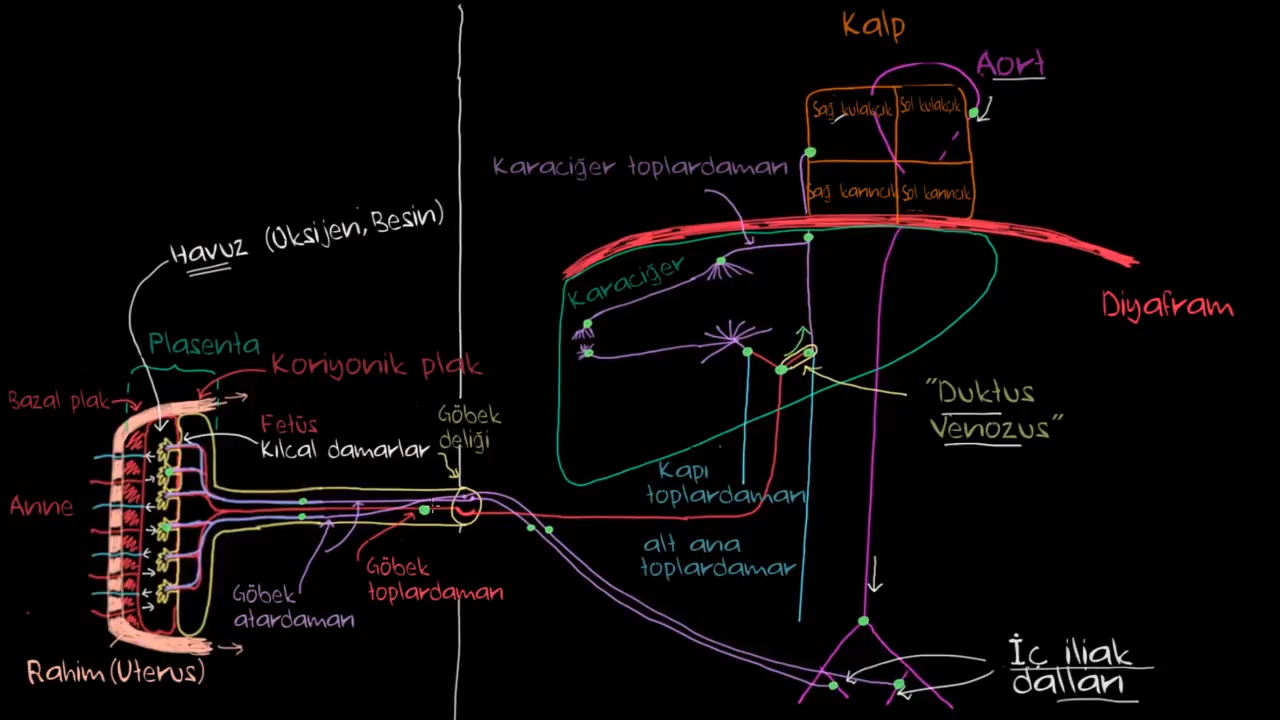 Kalp
Aort
Sağ kulakçık
Sol kulakçık
Karaciğer toplardaman
Sağ karıncık
Sol karıncık
Havuz (Oksijen, Besin)
Karaciğer
Diyafram
Plasenta
Koriyonik plak
Bazal plak
Göbek
deliği
Fetüs
Kılcal damarlar
"Duktus
Venozus"
Kapı
toplardaman
Anne
alt ana
toplardamar
Göbek
toplardaman
Göbek
atardamanı
İç iliak
dalları
Rahim (Uterus)